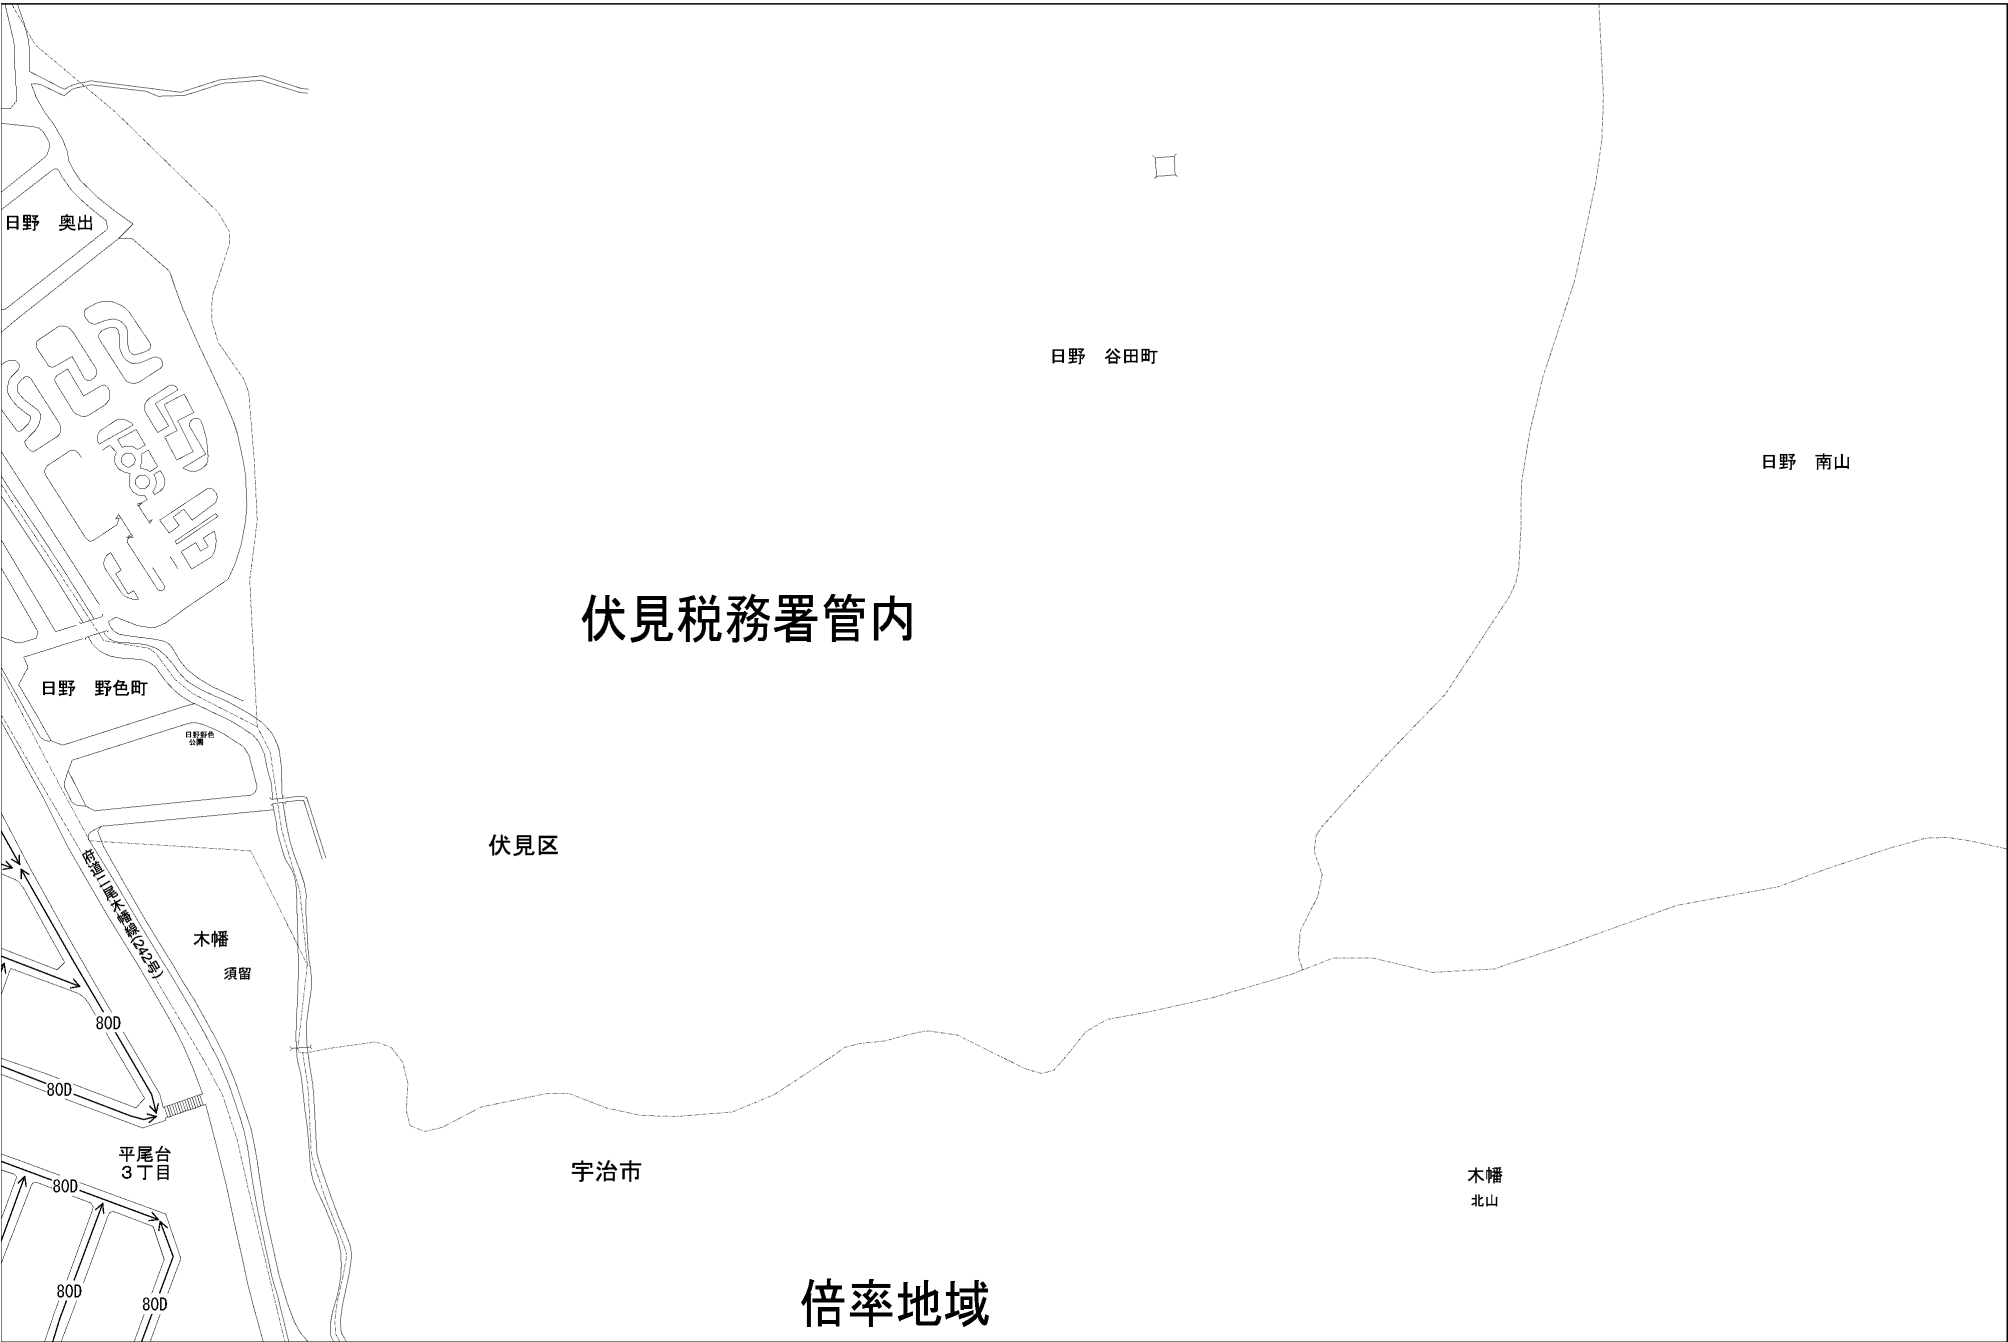 日野　奥出
日野　谷田町
日野　南山
伏見税務署管内
日野　野色町
日野野色
公園
伏見区
府道二尾木幡線(242号)
木幡
須留
80D
80D
平尾台
３丁目
80D
宇治市
木幡
北山
80D
80D
倍率地域